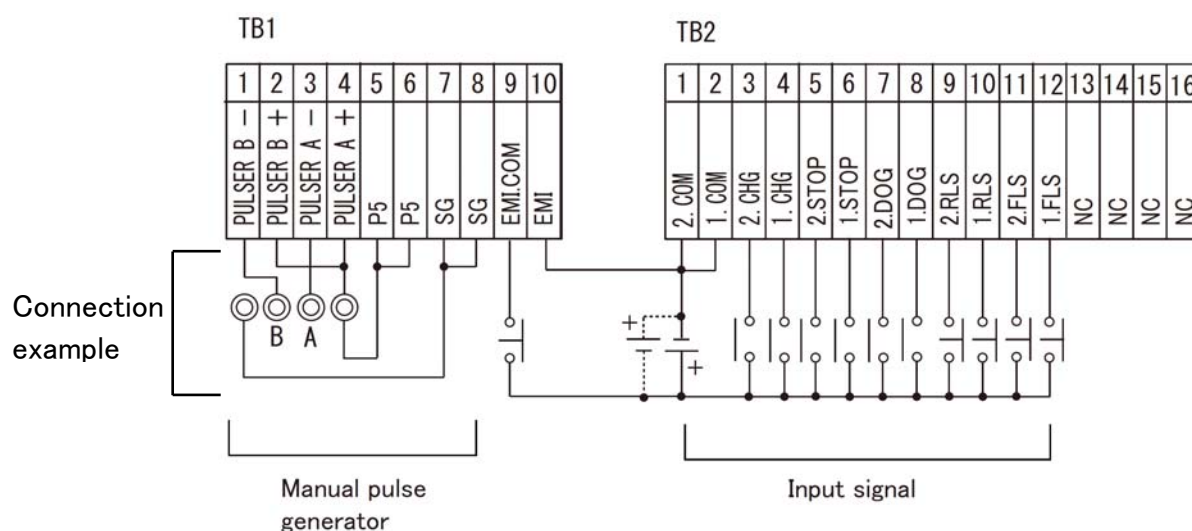 TB1
1 2 3 4 5 6 7 8 9 10
PULSER B −
PULSER B +
PULSER A −
PULSER A +
P5
P5
SG
SG
EMI.COM
EMI
TB2
1 2 3 4 5 6 7 8 9 10 11 12 13 14 15 16
2. COM
1. COM
2. CHG
1. CHG
2.STOP
1.STOP
2.DOG
1.DOG
2.RLS
1.RLS
2.FLS
1.FLS
NC
NC
NC
NC
Connection
example
B A
+
+
Manual pulse
generator
Input signal